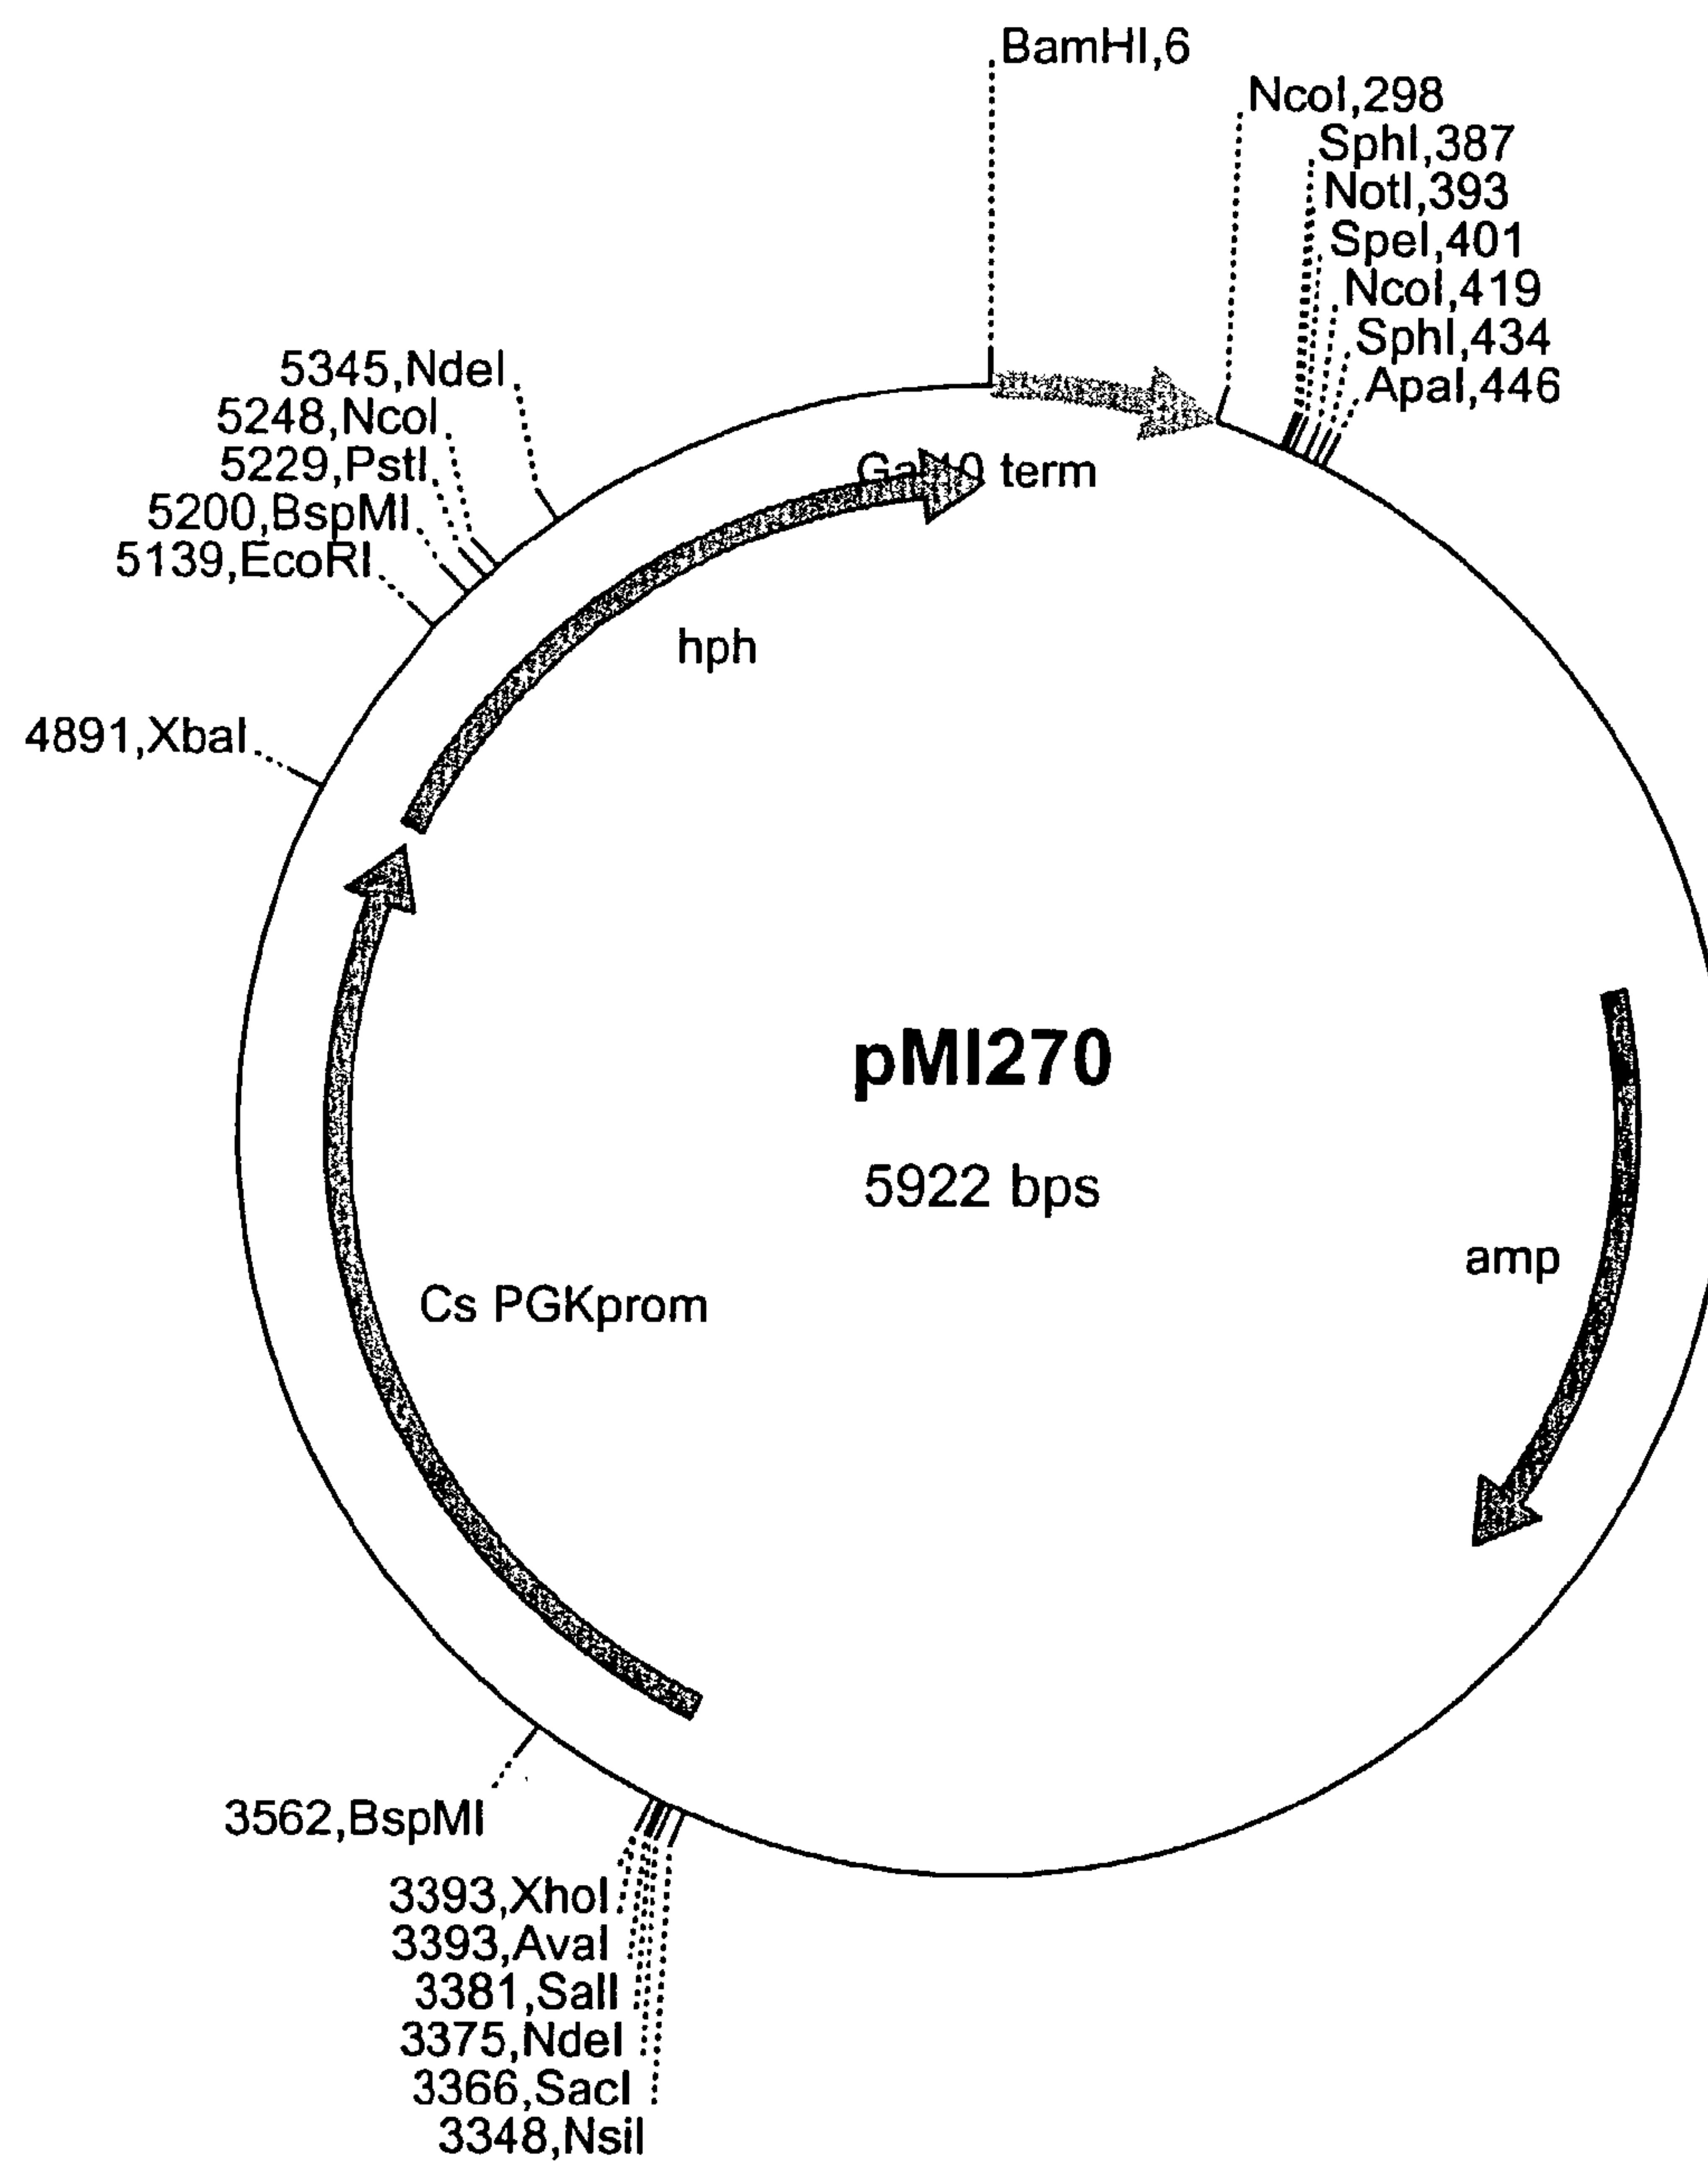 BamHI,6
NcoI,298
SphI,387
NotI,393
SpeI,401
NcoI,419
SphI,434
ApaI,446
5345,NdeI
5248,NcoI
5229,PstI
5200,BspMI
5139,EcoRI
Gal10 term
hph
4891,XbaI
pMI270
5922 bps
amp
Cs PGKprom
3562,BspMI
3393,XhoI
3393,AvaI
3381,SalI
3375,NdeI
3366,SacI
3348,NsiI